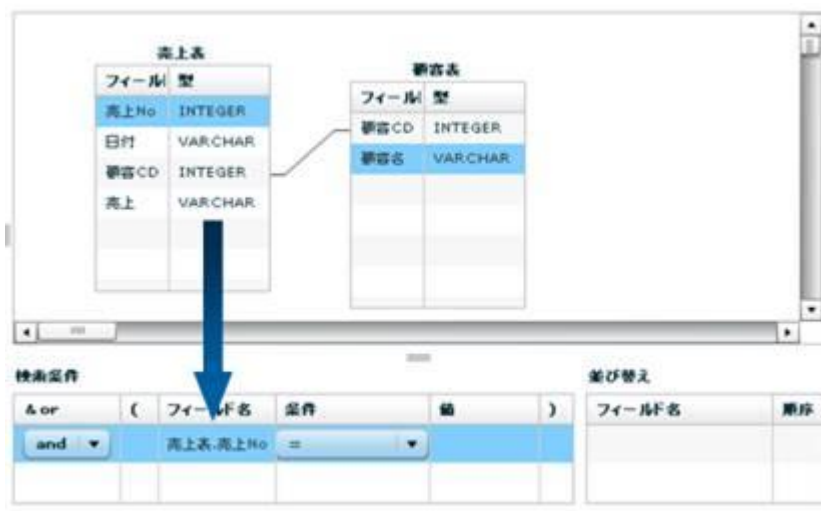 売上表
フィール 型
売上No INTEGER
日付 VARCHAR
顧客CD INTEGER
売上 VARCHAR
顧客表
フィール 型
顧客CD INTEGER
顧客名 VARCHAR
検索条件
& or ( フィールド名 条件 値 )
and 売上表.売上No =
並び替え
フィールド名 順序